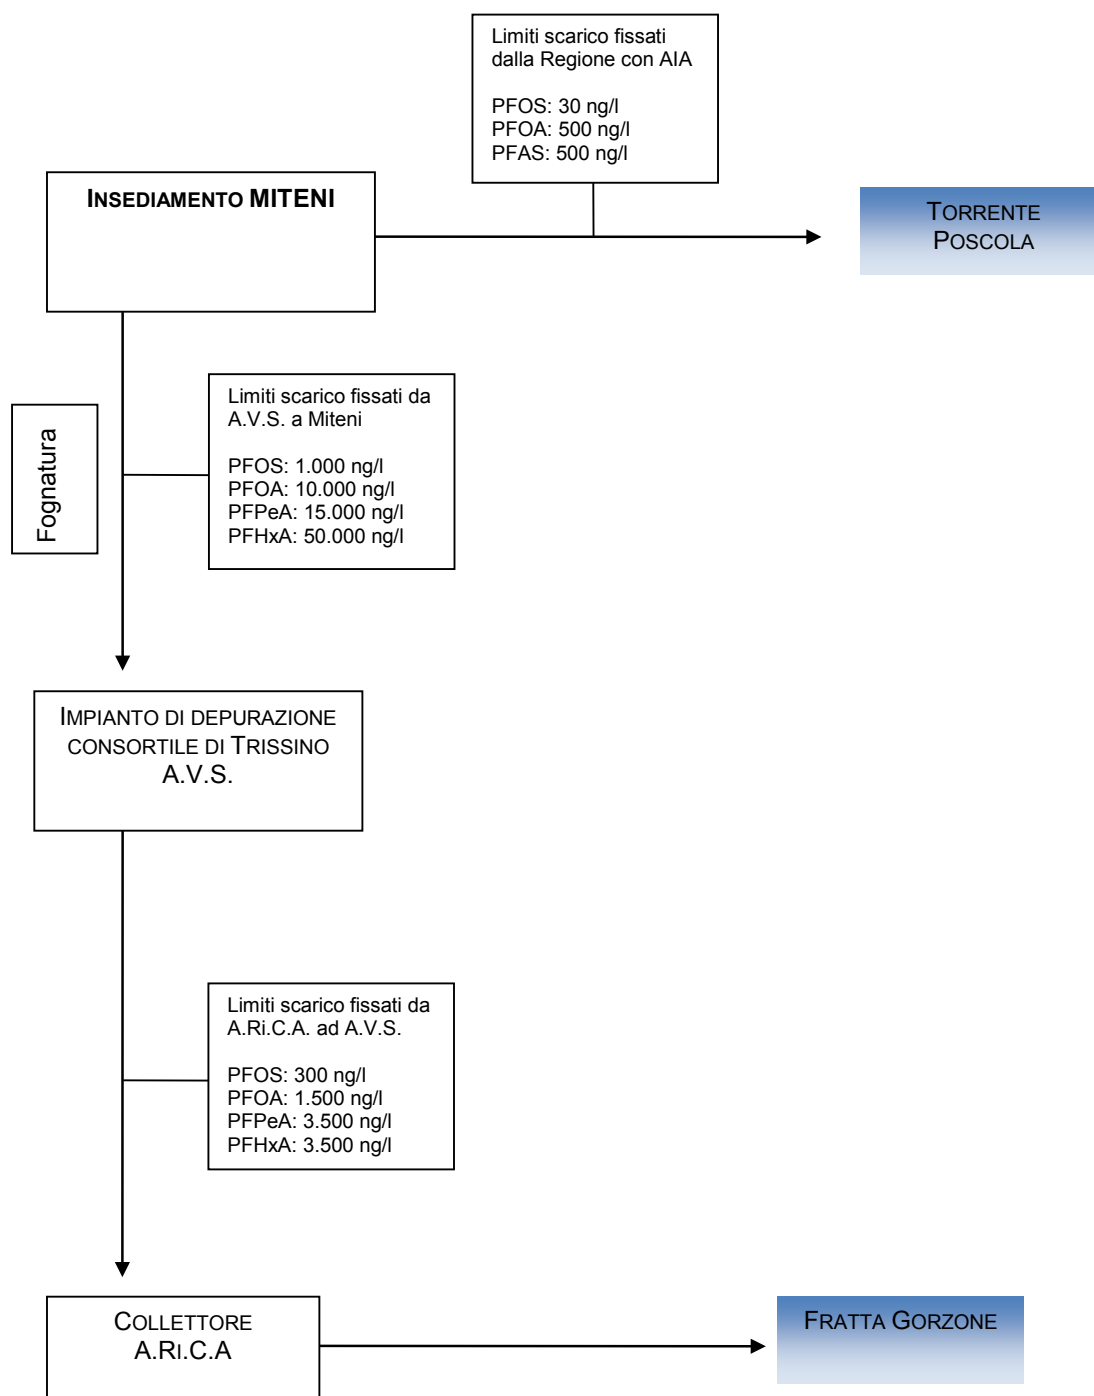 Limiti scarico fissati
dalla Regione con AIA
PFOS: 30 ng/l
PFOA: 500 ng/l
PFAS: 500 ng/l
INSEDIAMENTO MITENI
TORRENTE
POSCOLA
Limiti scarico fissati da
A.V.S. a Miteni
PFOS: 1.000 ng/l
PFOA: 10.000 ng/l
PFPeA: 15.000 ng/l
PFHxA: 50.000 ng/l
Fognatura
IMPIANTO DI DEPURAZIONE
CONSORTILE DI TRISSINO
A.V.S.
Limiti scarico fissati da
A.Ri.C.A. ad A.V.S.
PFOS: 300 ng/l
PFOA: 1.500 ng/l
PFPeA: 3.500 ng/l
PFHxA: 3.500 ng/l
COLLETTORE
A.RI.C.A
FRATTA GORZONE